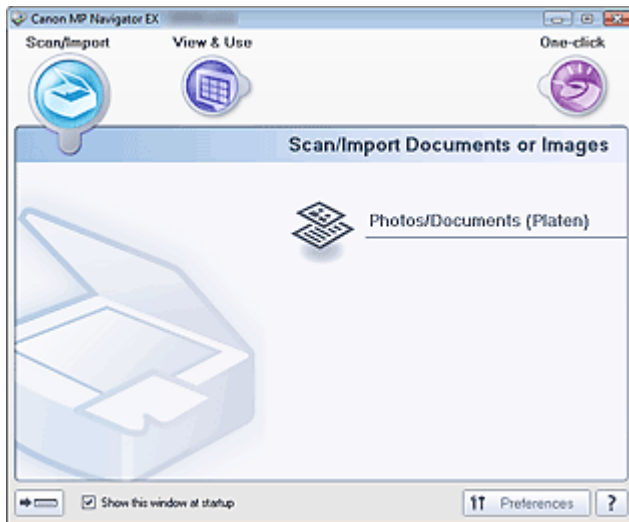 Canon MP Navigator EX
Scan/Import View & Use One-click
Scan/Import Documents or Images
Photos/Documents (Platen)
Show this window at startup Preferences ?